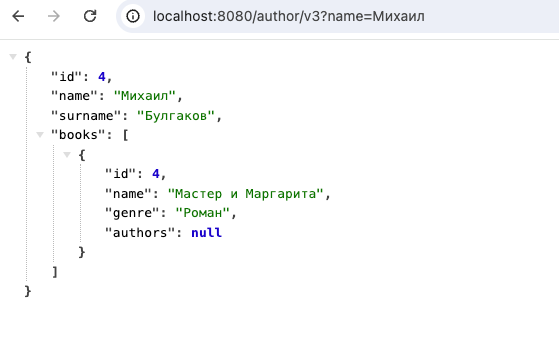 localhost:8080/author/v3?name=Михаил
{
"id": 4,
"name": "Михаил",
"surname": "Булгаков",
"books": [
{
"id": 4,
"name": "Мастер и Маргарита",
"genre": "Роман",
"authors": null
}
]
}